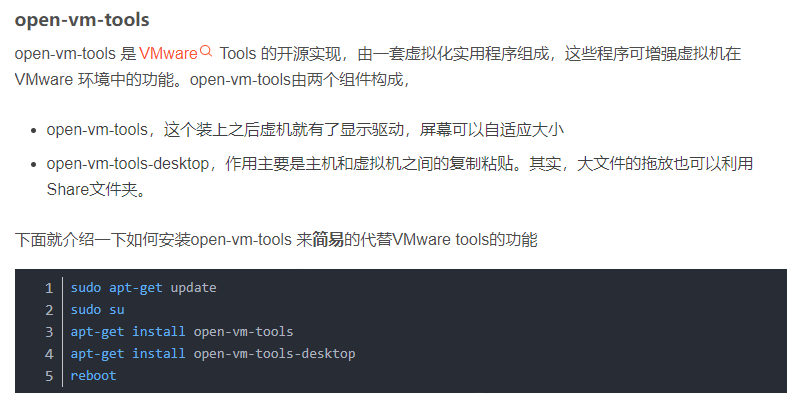 open-vm-tools
open-vm-tools 是 VMware Tools 的开源实现，由一套虚拟化实用程序组成，这些程序可增强虚拟机在
VMware 环境中的功能。open-vm-tools由两个组件构成，
• open-vm-tools，这个装上之后虚机就有了显示驱动，屏幕可以自适应大小
• open-vm-tools-desktop，作用主要是主机和虚拟机之间的复制粘贴。其实，大文件的拖放也可以利用
Share文件夹。
下面就介绍一下如何安装open-vm-tools 来简易的代替VMware tools的功能
1 sudo apt-get update
2 sudo su
3 apt-get install open-vm-tools
4 apt-get install open-vm-tools-desktop
5 reboot